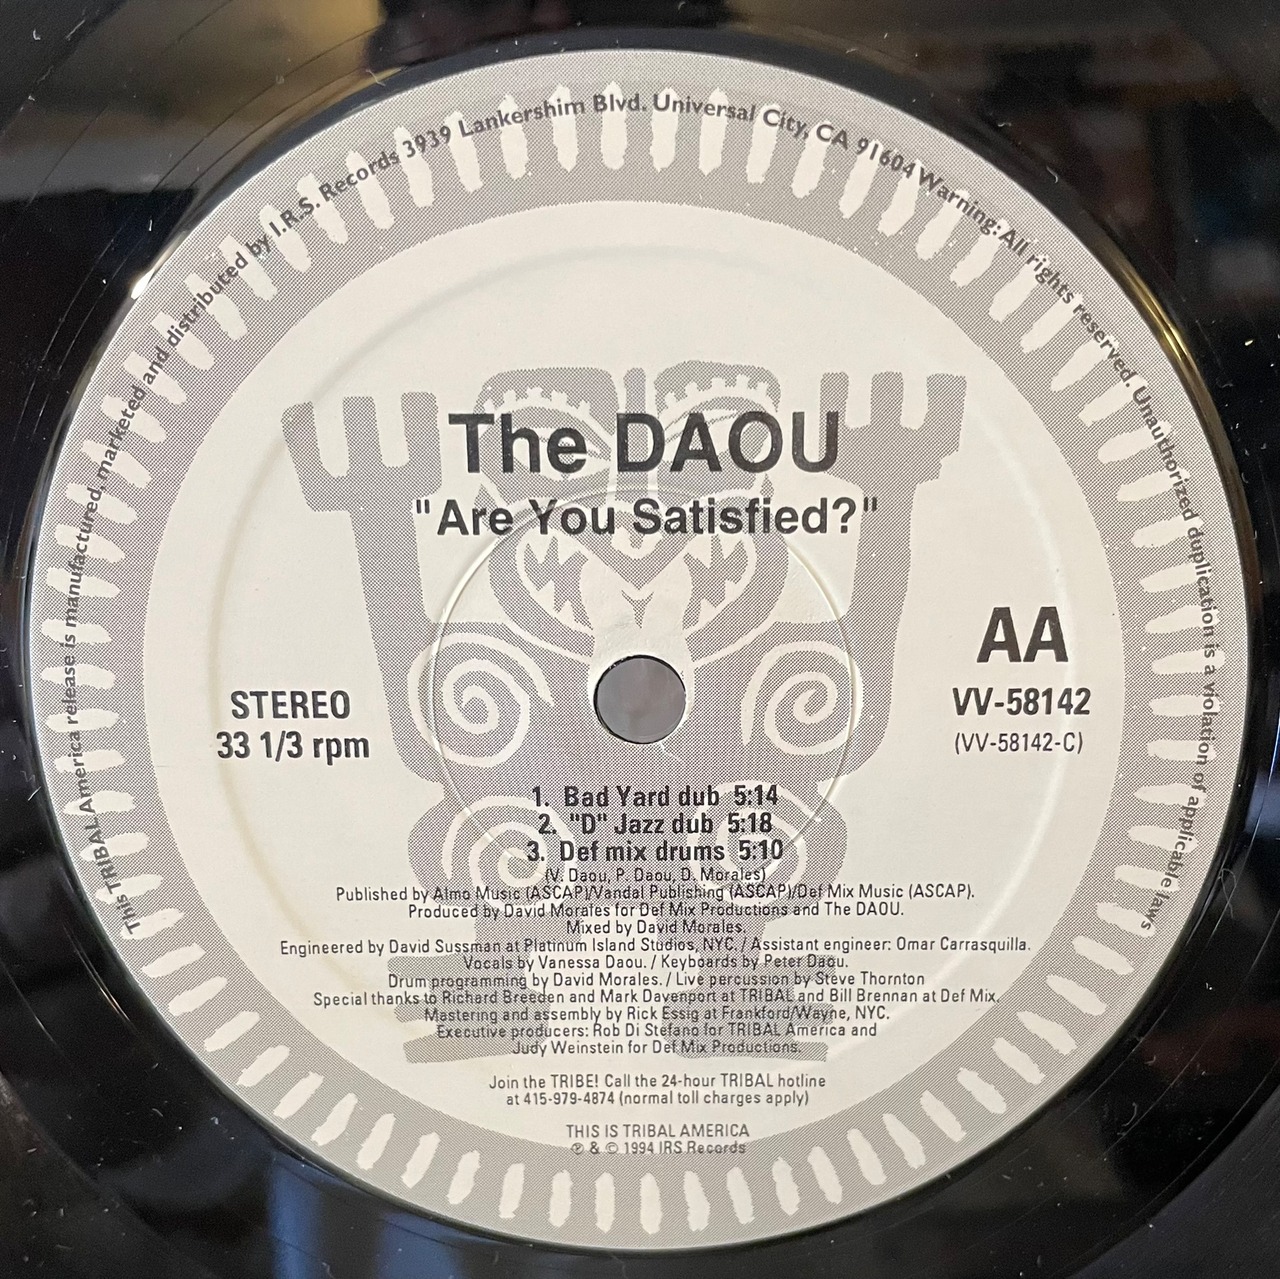 This TRIBAL America release is manufactured, marketed and distributed by I.R.S. Records 3939 Lankershim Blvd. Universal City, CA 91604 Warning: All rights reserved. Unauthorized duplication is a violation of applicable laws
The DAOU
"Are You Satisfied?"
AA
VV-58142
(VV-58142-C)
STEREO
33 1/3 rpm
1. Bad Yard dub 5:14
2. "D" Jazz dub 5:18
3. Def mix drums 5:10
(V. Daou, P. Daou, D. Morales)
Published by Almo Music (ASCAP)/Vandal Publishing (ASCAP)/Def Mix Music (ASCAP).
Produced by David Morales for Def Mix Productions and The DAOU.
Mixed by David Morales.
Engineered by David Sussman at Platinum Island Studios, NYC. / Assistant engineer: Omar Carrasquilla.
Vocals by Vanessa Daou. / Keyboards by Peter Daou.
Drum programming by David Morales. / Live percussion by Steve Thornton
Special thanks to Richard Breeden and Mark Davenport at TRIBAL and Bill Brennan at Def Mix.
Mastering and assembly by Rick Essig at Frankford/Wayne, NYC.
Executive producers: Rob Di Stefano for TRIBAL America and
Judy Weinstein for Def Mix Productions.
Join the TRIBE! Call the 24-hour TRIBAL hotline
at 415-979-4874 (normal toll charges apply)
THIS IS TRIBAL AMERICA
℗ & © 1994 IRS Records